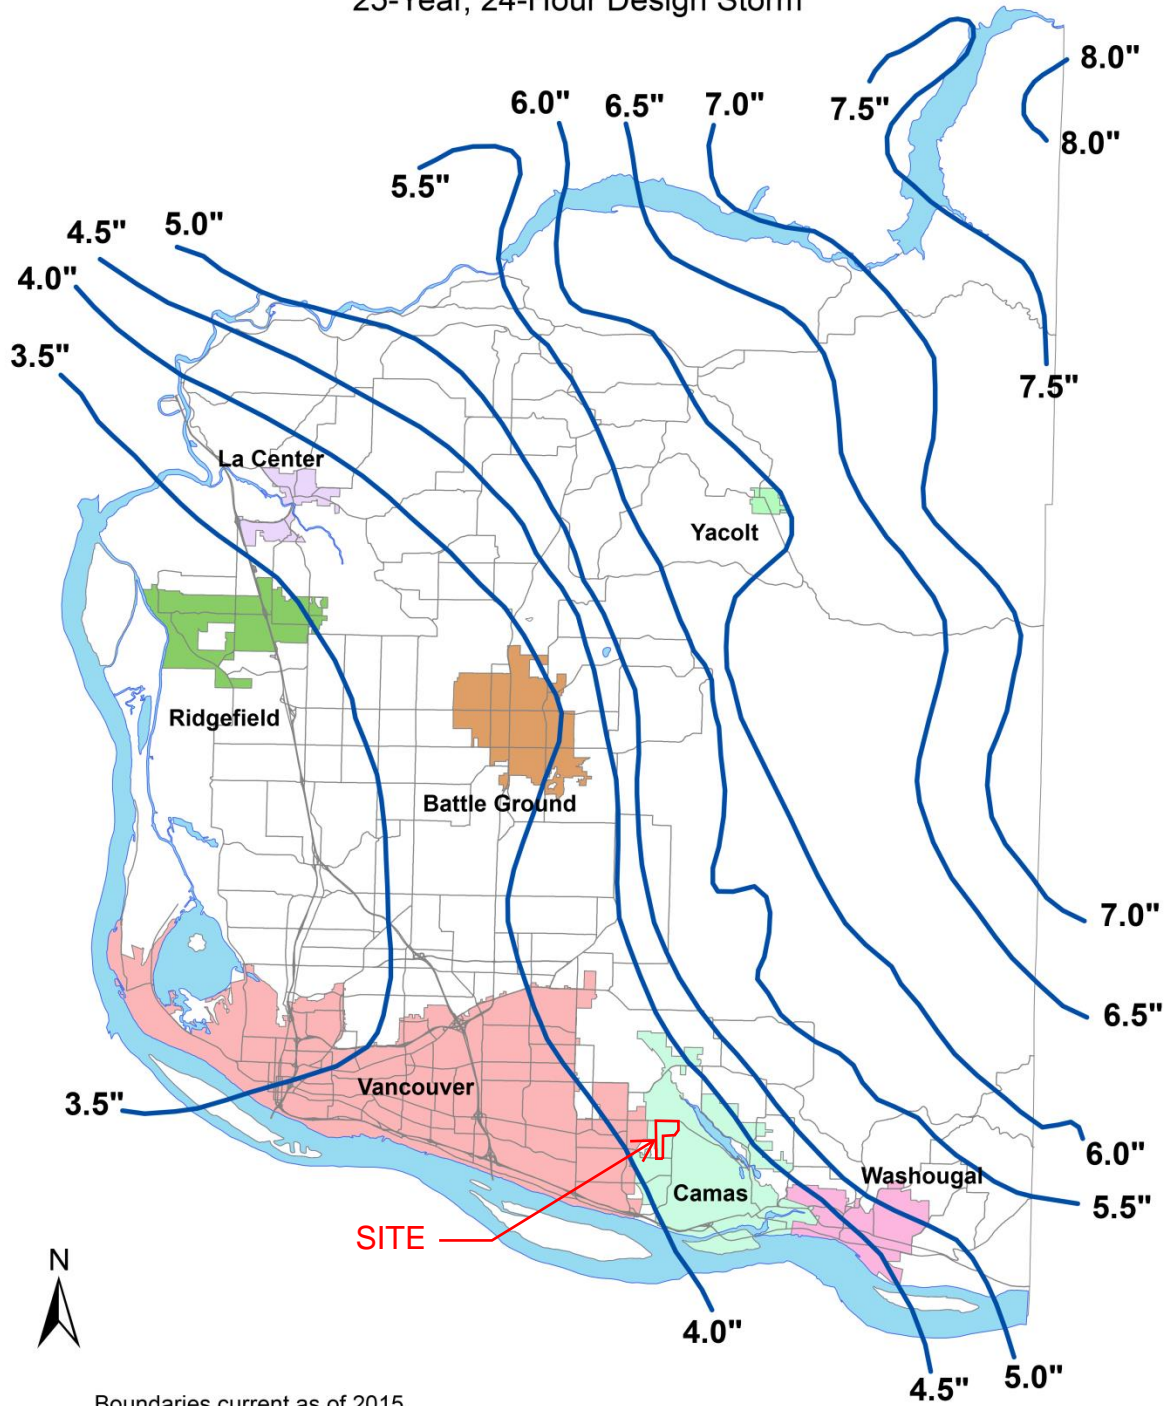 25-Year, 24-Hour Design Storm
8.0"
6.0"
6.5"
7.0"
7.5"
8.0"
5.5"
5.0"
4.5"
4.0"
3.5"
7.5"
La Center
Yacolt
Ridgefield
Battle Ground
7.0"
6.5"
Vancouver
3.5"
6.0"
Washougal
Camas
5.5"
SITE
N
4.0"
5.0"
4.5"
Boundaries current as of 2015